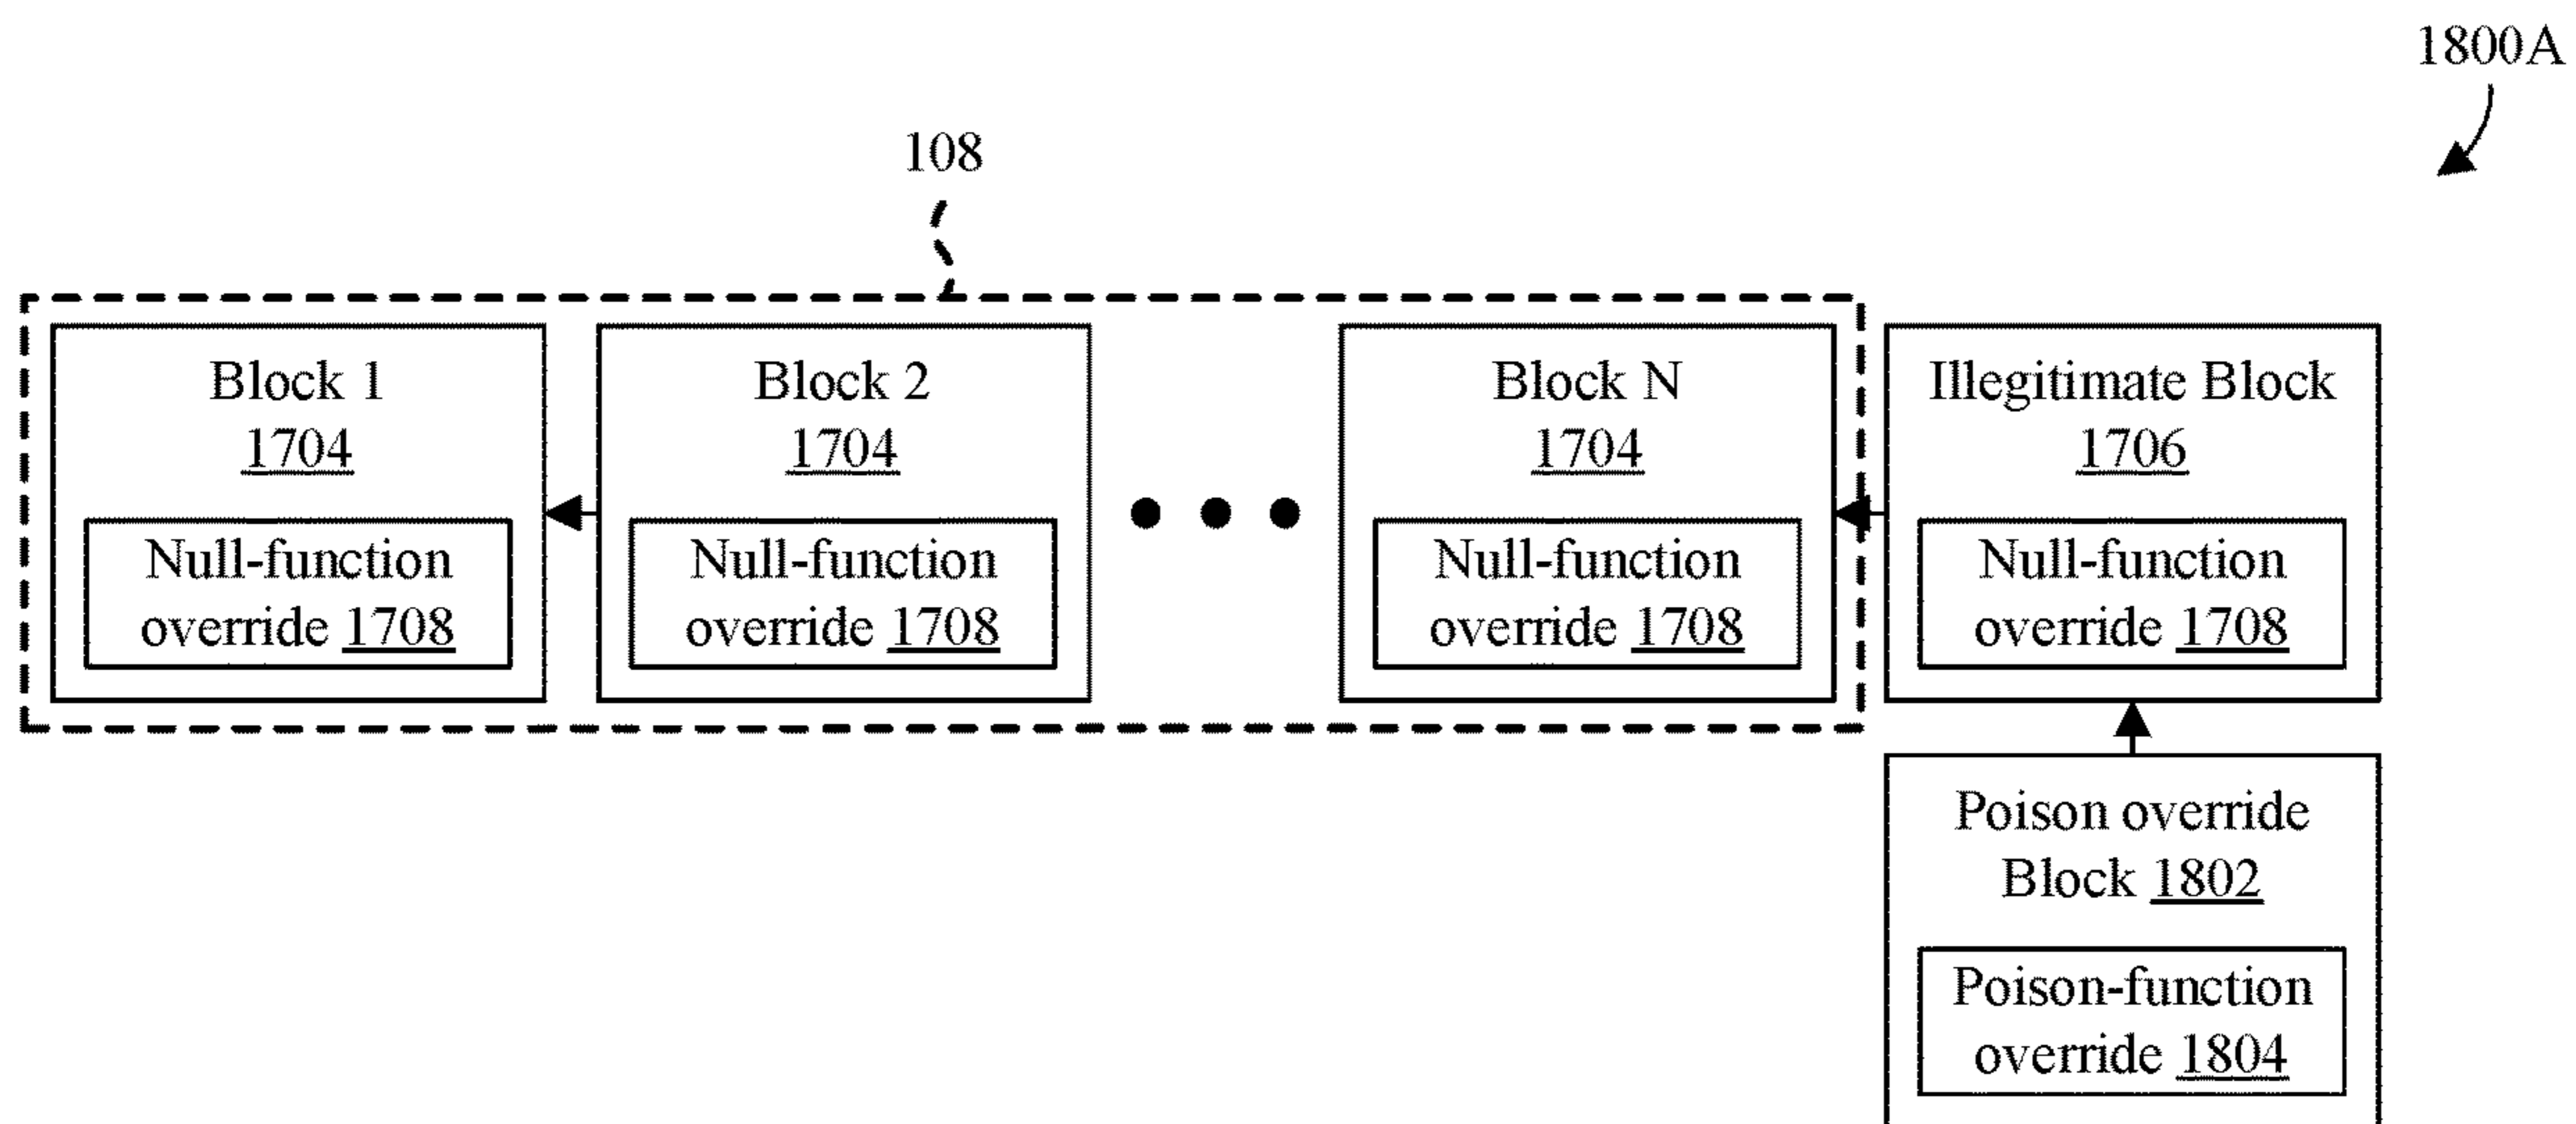 1800A
108
Block 1
1704
Null-function
override 1708
Block 2
1704
Null-function
override 1708
Block N
1704
Null-function
override 1708
Illegitimate Block
1706
Null-function
override 1708
Poison override
Block 1802
Poison-function
override 1804